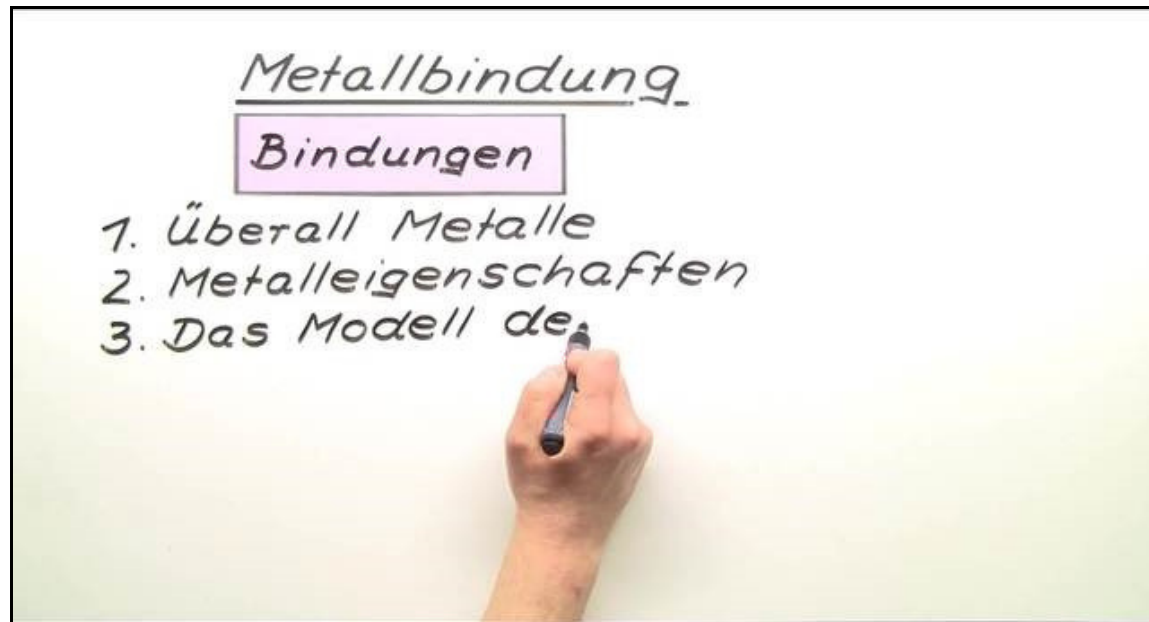 Metallbindung
Bindungen
1. Überall Metalle
2. Metalleigenschaften
3. Das Modell de